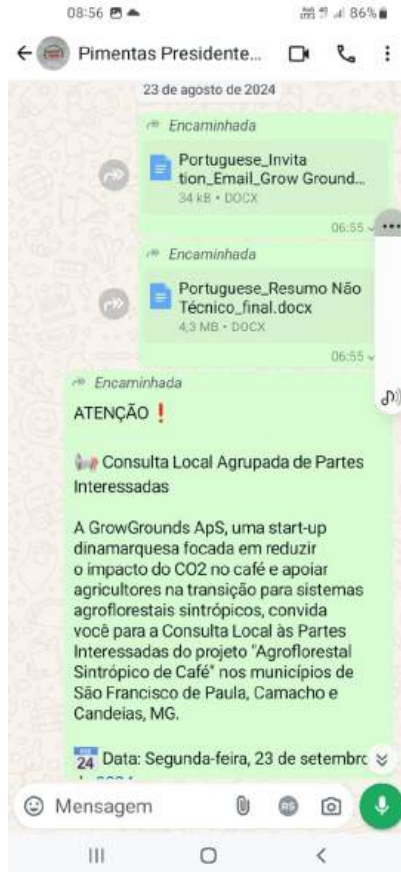 08:56 86%
Pimentas Presidente...
23 de agosto de 2024
Encaminhada
Portuguese_Invita
tion_Email_Grow Ground...
34 kB • DOCX
06:55
Encaminhada
Portuguese_Resumo Não
Técnico_final.docx
4,3 MB • DOCX
06:55
Encaminhada
ATENÇÃO❗
Consulta Local Agrupada de Partes
Interessadas
A GrowGrounds ApS, uma start-up
dinamarquesa focada em reduzir
o impacto do CO2 no café e apoiar
agricultores na transição para sistemas
agroflorestais sintrópicos, convida
você para a Consulta Local às Partes
Interessadas do projeto "Agroflorestal
Sintrópico de Café" nos municípios de
São Francisco de Paula, Camacho e
Candeias, MG.
24 Data: Segunda-feira, 23 de setembro
Mensagem